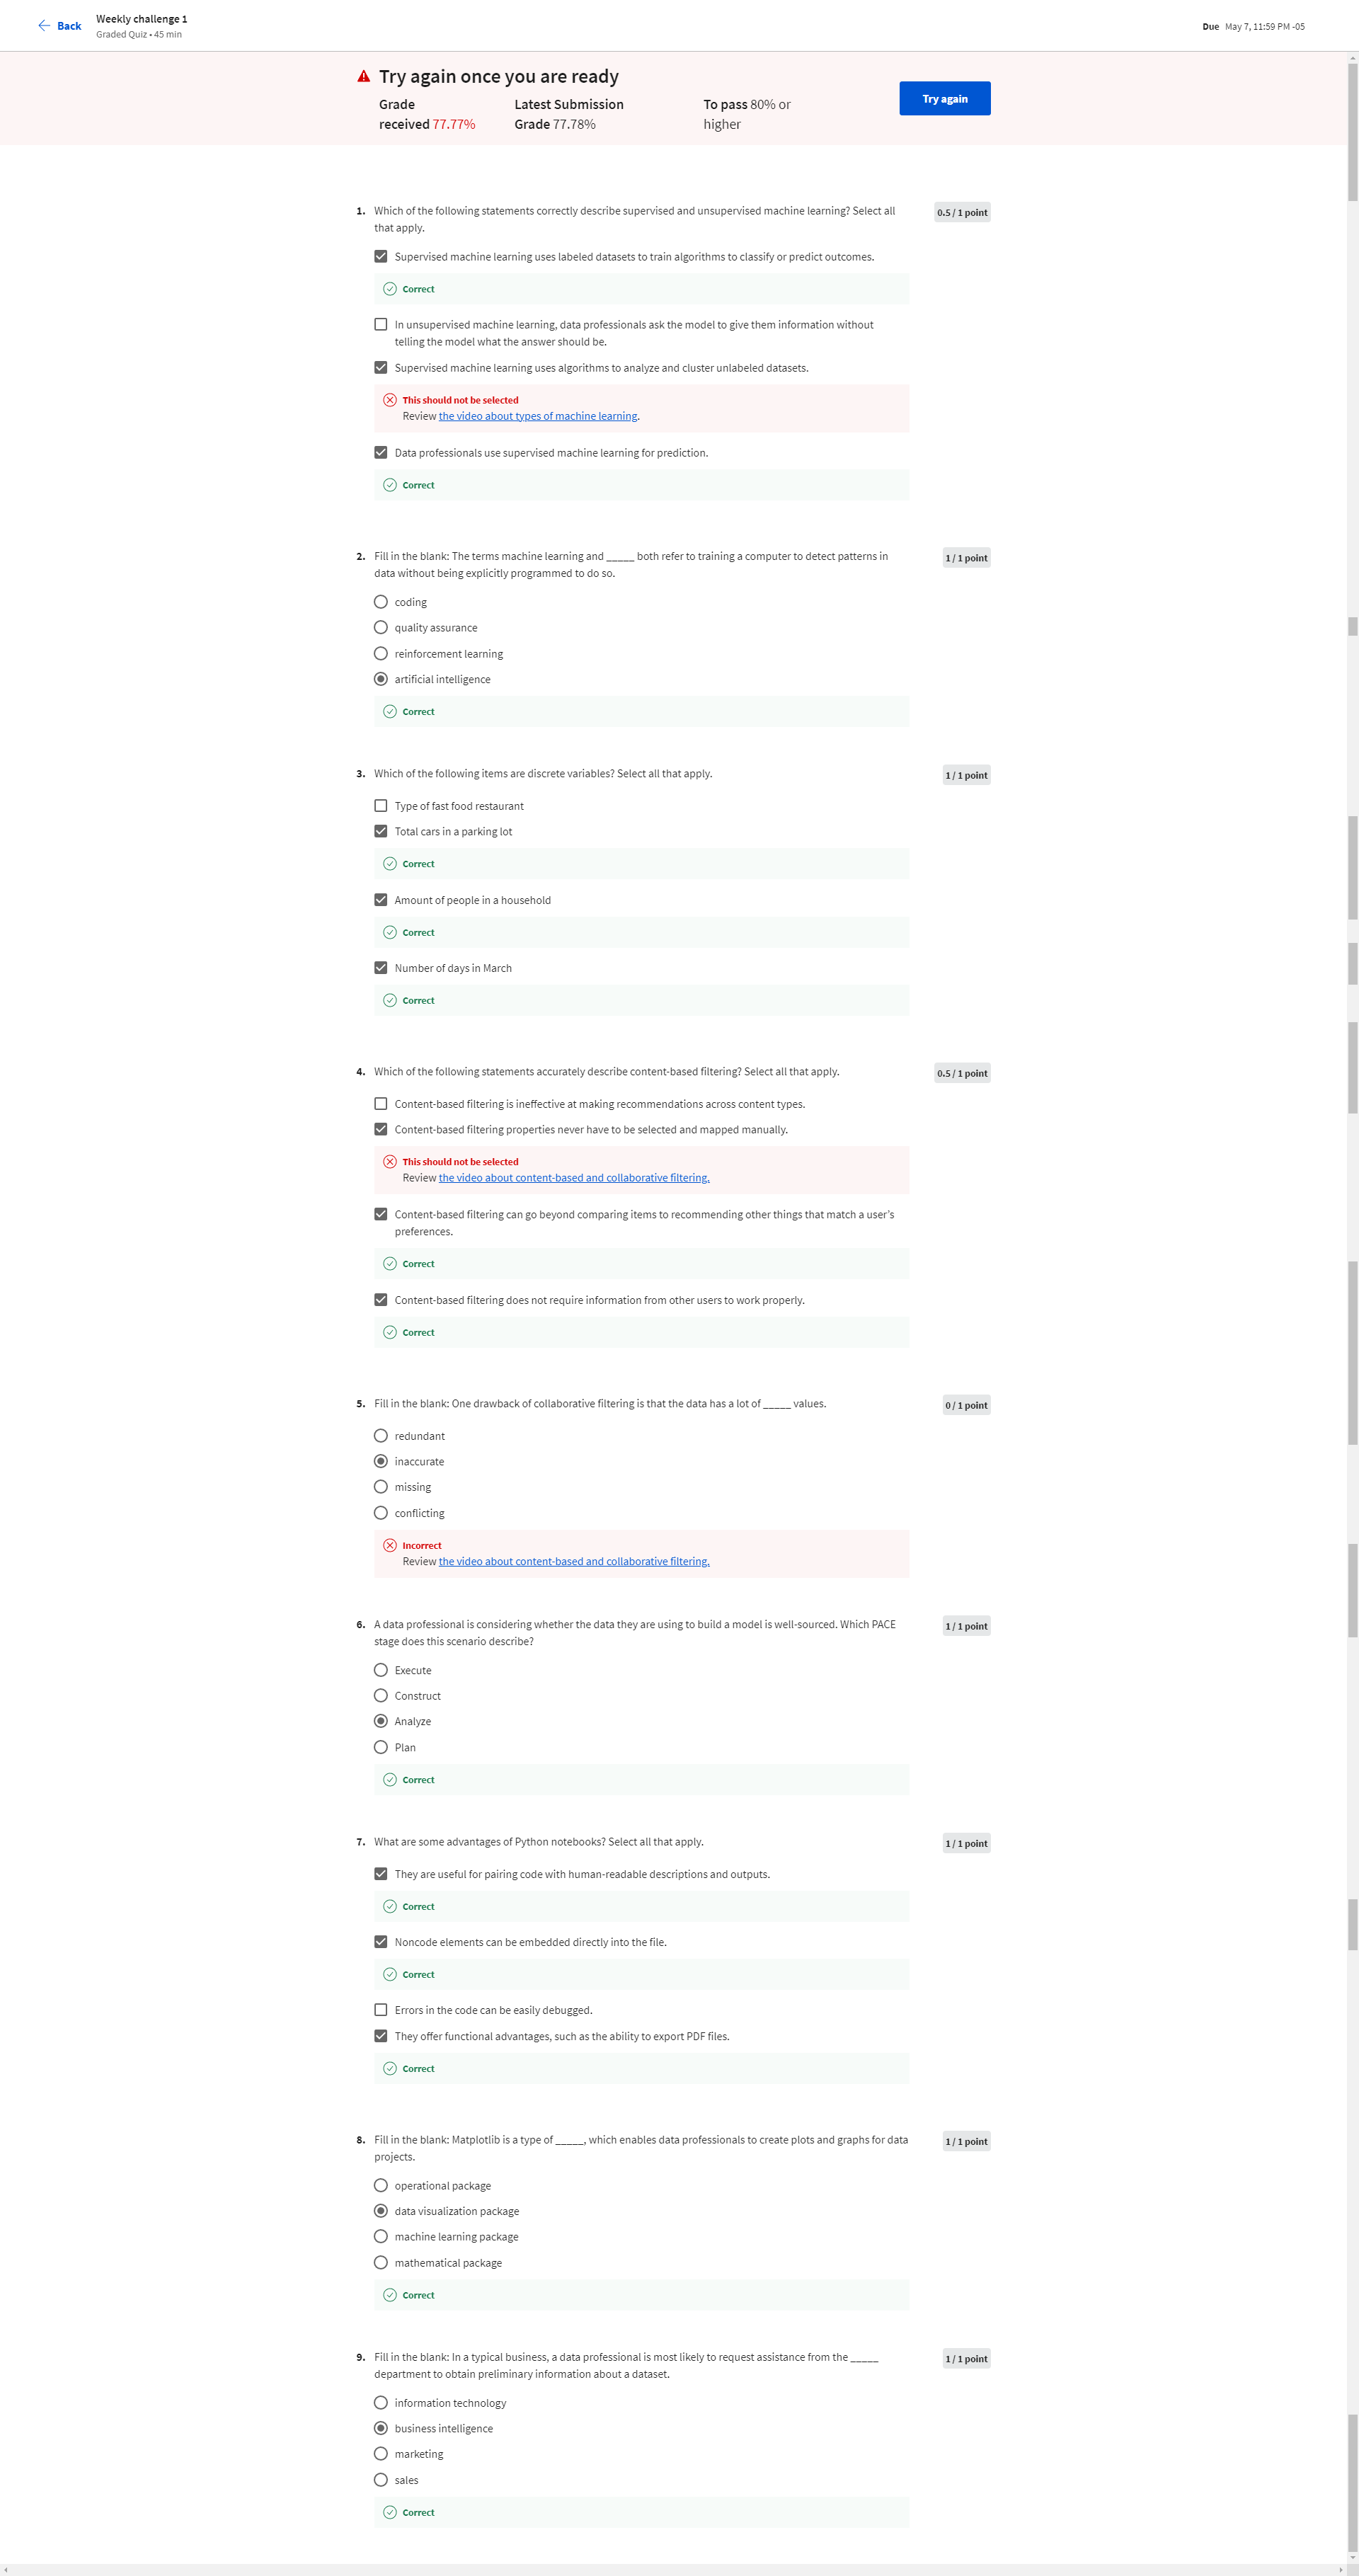 Back
Weekly challenge 1
Graded Quiz • 45 min
Due May 7, 11:59 PM -05
Try again once you are ready
Grade
received 77.77%
Latest Submission
Grade 77.78%
To pass 80% or
higher
Try again
1. Which of the following statements correctly describe supervised and unsupervised machine learning? Select all
that apply.
0.5 / 1 point
Supervised machine learning uses labeled datasets to train algorithms to classify or predict outcomes.
Correct
In unsupervised machine learning, data professionals ask the model to give them information without
telling the model what the answer should be.
Supervised machine learning uses algorithms to analyze and cluster unlabeled datasets.
This should not be selected
Review the video about types of machine learning.
Data professionals use supervised machine learning for prediction.
Correct
2. Fill in the blank: The terms machine learning and _____ both refer to training a computer to detect patterns in
data without being explicitly programmed to do so.
1 / 1 point
coding
quality assurance
reinforcement learning
artificial intelligence
Correct
3. Which of the following items are discrete variables? Select all that apply.
1 / 1 point
Type of fast food restaurant
Total cars in a parking lot
Correct
Amount of people in a household
Correct
Number of days in March
Correct
4. Which of the following statements accurately describe content-based filtering? Select all that apply.
0.5 / 1 point
Content-based filtering is ineffective at making recommendations across content types.
Content-based filtering properties never have to be selected and mapped manually.
This should not be selected
Review the video about content-based and collaborative filtering.
Content-based filtering can go beyond comparing items to recommending other things that match a user’s
preferences.
Correct
Content-based filtering does not require information from other users to work properly.
Correct
5. Fill in the blank: One drawback of collaborative filtering is that the data has a lot of _____ values.
0 / 1 point
redundant
inaccurate
missing
conflicting
Incorrect
Review the video about content-based and collaborative filtering.
6. A data professional is considering whether the data they are using to build a model is well-sourced. Which PACE
stage does this scenario describe?
1 / 1 point
Execute
Construct
Analyze
Plan
Correct
7. What are some advantages of Python notebooks? Select all that apply.
1 / 1 point
They are useful for pairing code with human-readable descriptions and outputs.
Correct
Noncode elements can be embedded directly into the file.
Correct
Errors in the code can be easily debugged.
They offer functional advantages, such as the ability to export PDF files.
Correct
8. Fill in the blank: Matplotlib is a type of _____, which enables data professionals to create plots and graphs for data
projects.
1 / 1 point
operational package
data visualization package
machine learning package
mathematical package
Correct
9. Fill in the blank: In a typical business, a data professional is most likely to request assistance from the _____
department to obtain preliminary information about a dataset.
1 / 1 point
information technology
business intelligence
marketing
sales
Correct